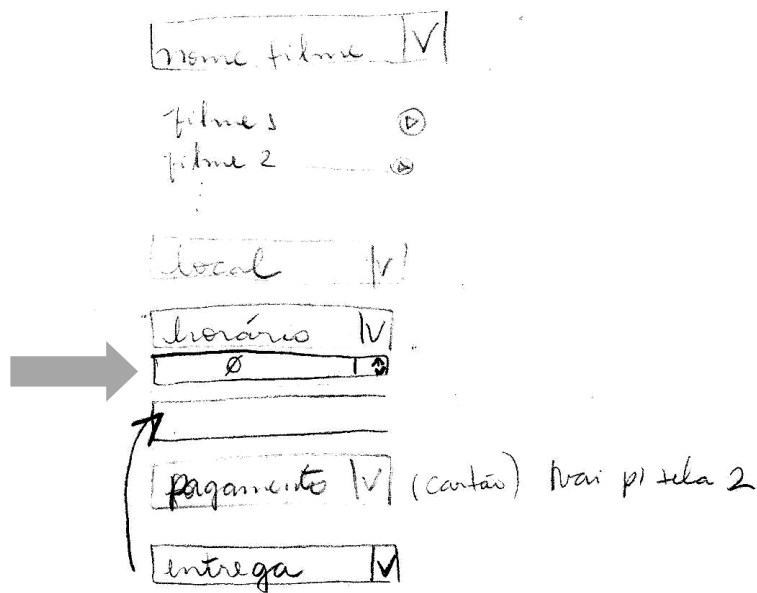 nome filme V
filme 1
filme 2
local V
horário V
Ø
pagamento V (cartão) vai p/ tela 2
entrega V